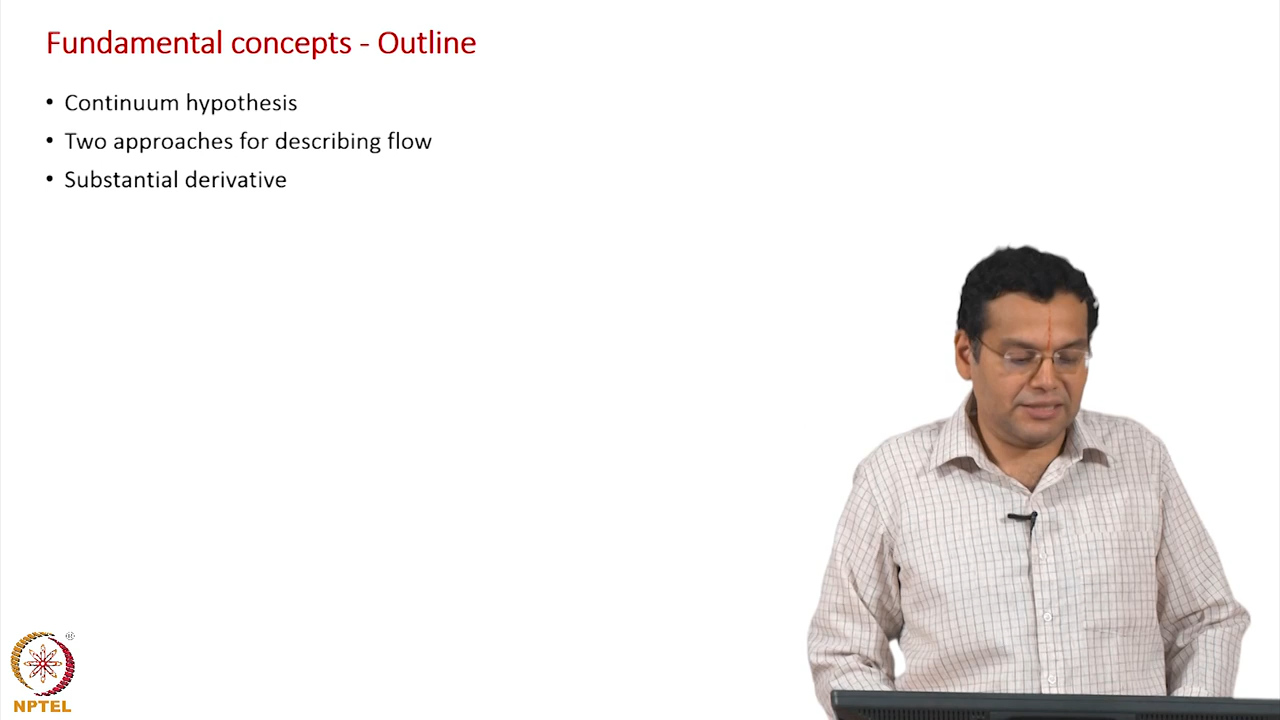 Fundamental concepts - Outline
• Continuum hypothesis
• Two approaches for describing flow
• Substantial derivative
®
NPTEL